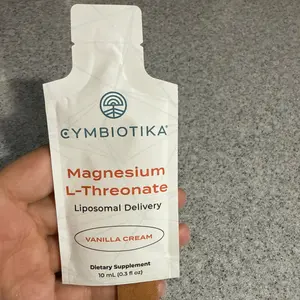 CYMBIOTIKA
Magnesium
L-Threonate
Liposomal Delivery
VANILLA CREAM
Dietary Supplement
10 mL (0.3 fl oz)